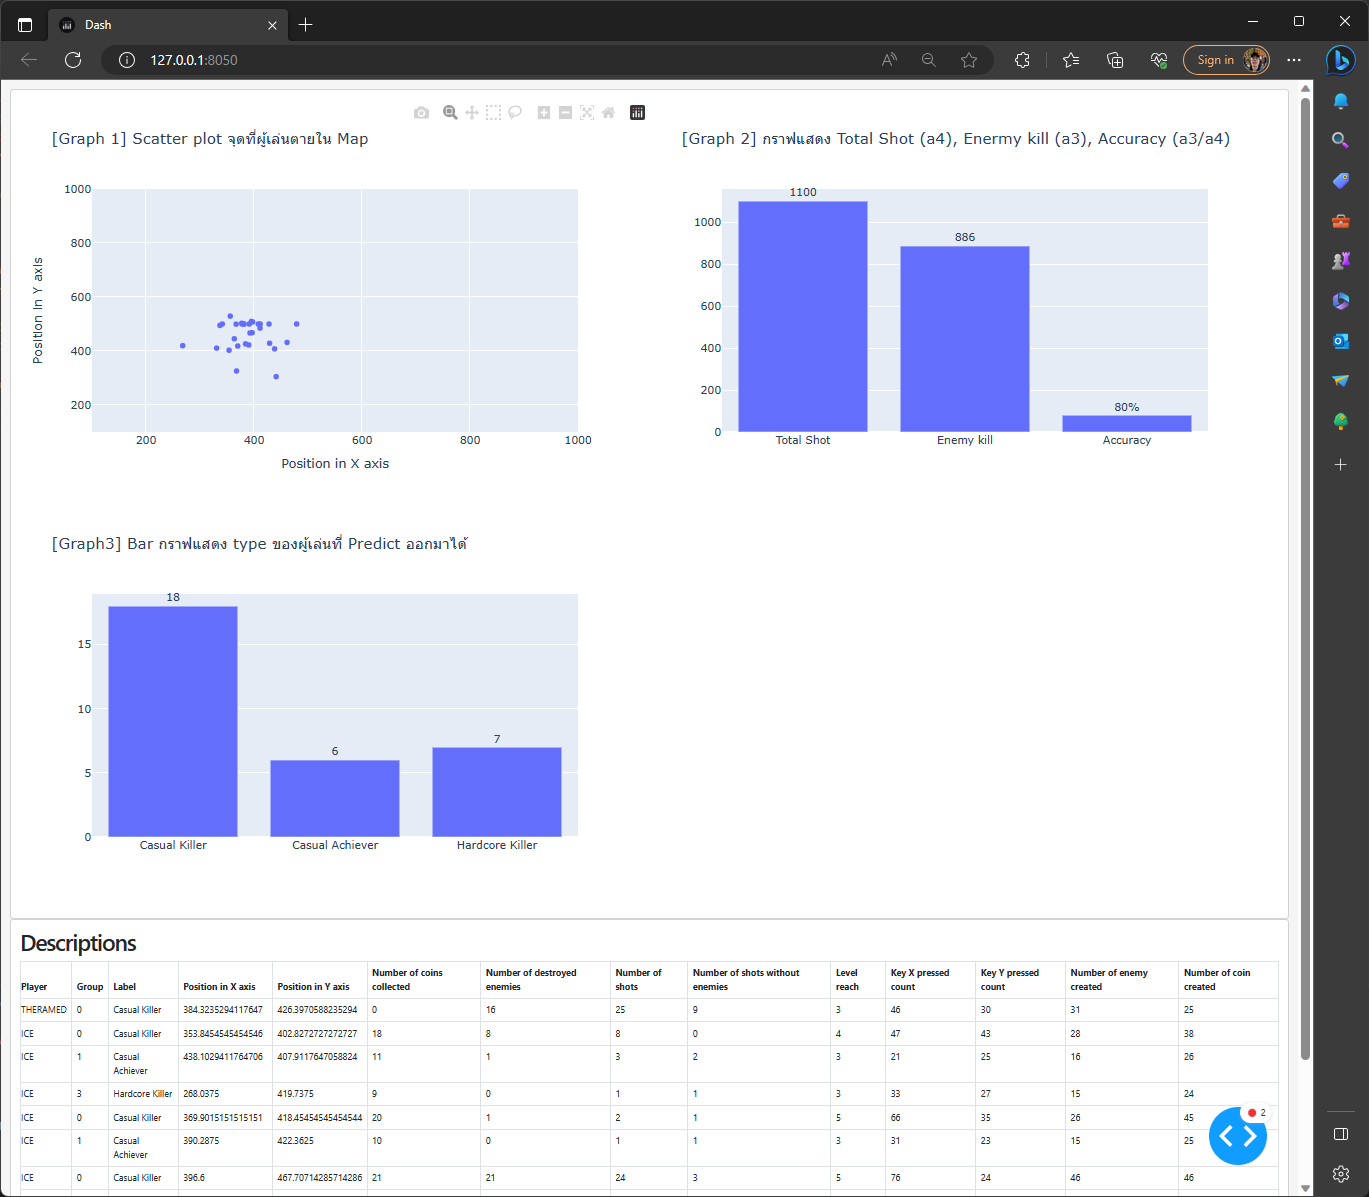 Dash
127.0.0.1:8050
Sign in
[Graph 1] Scatter plot จุดที่ผู้เล่นตายใน Map
1000
800
600
400
200
Position in Y axis
200 400 600 800 1000
Position in X axis
[Graph 2] กราฟแสดง Total Shot (a4), Enermy kill (a3), Accuracy (a3/a4)
1100
886
80%
1000
800
600
400
200
0
Total Shot Enemy kill Accuracy
[Graph3] Bar กราฟแสดง type ของผู้เล่นที่ Predict ออกมาได้
18
6
7
15
10
5
0
Casual Killer Casual Achiever Hardcore Killer
Descriptions
Player Group Label Position in X axis Position in Y axis Number of coins collected Number of destroyed enemies Number of shots Number of shots without enemies Level reach Key X pressed count Key Y pressed count Number of enemy created Number of coin created
THERAMED 0 Casual Killer 384.3235294117647 426.3970588235294 0 16 25 9 3 46 30 31 25
ICE 0 Casual Killer 353.8454545454546 402.8272727272727 18 8 8 0 4 47 43 28 38
ICE 1 Casual Achiever 438.1029411764706 407.9117647058824 11 1 3 2 3 21 25 16 26
ICE 3 Hardcore Killer 268.0375 419.7375 9 0 1 1 3 33 27 15 24
ICE 0 Casual Killer 369.9015151515151 418.45454545454544 20 1 2 1 5 66 35 26 45
ICE 1 Casual Achiever 390.2875 422.3625 10 0 1 1 3 31 23 15 25
ICE 0 Casual Killer 396.6 467.70714285714286 21 21 24 3 5 76 24 46 46
2